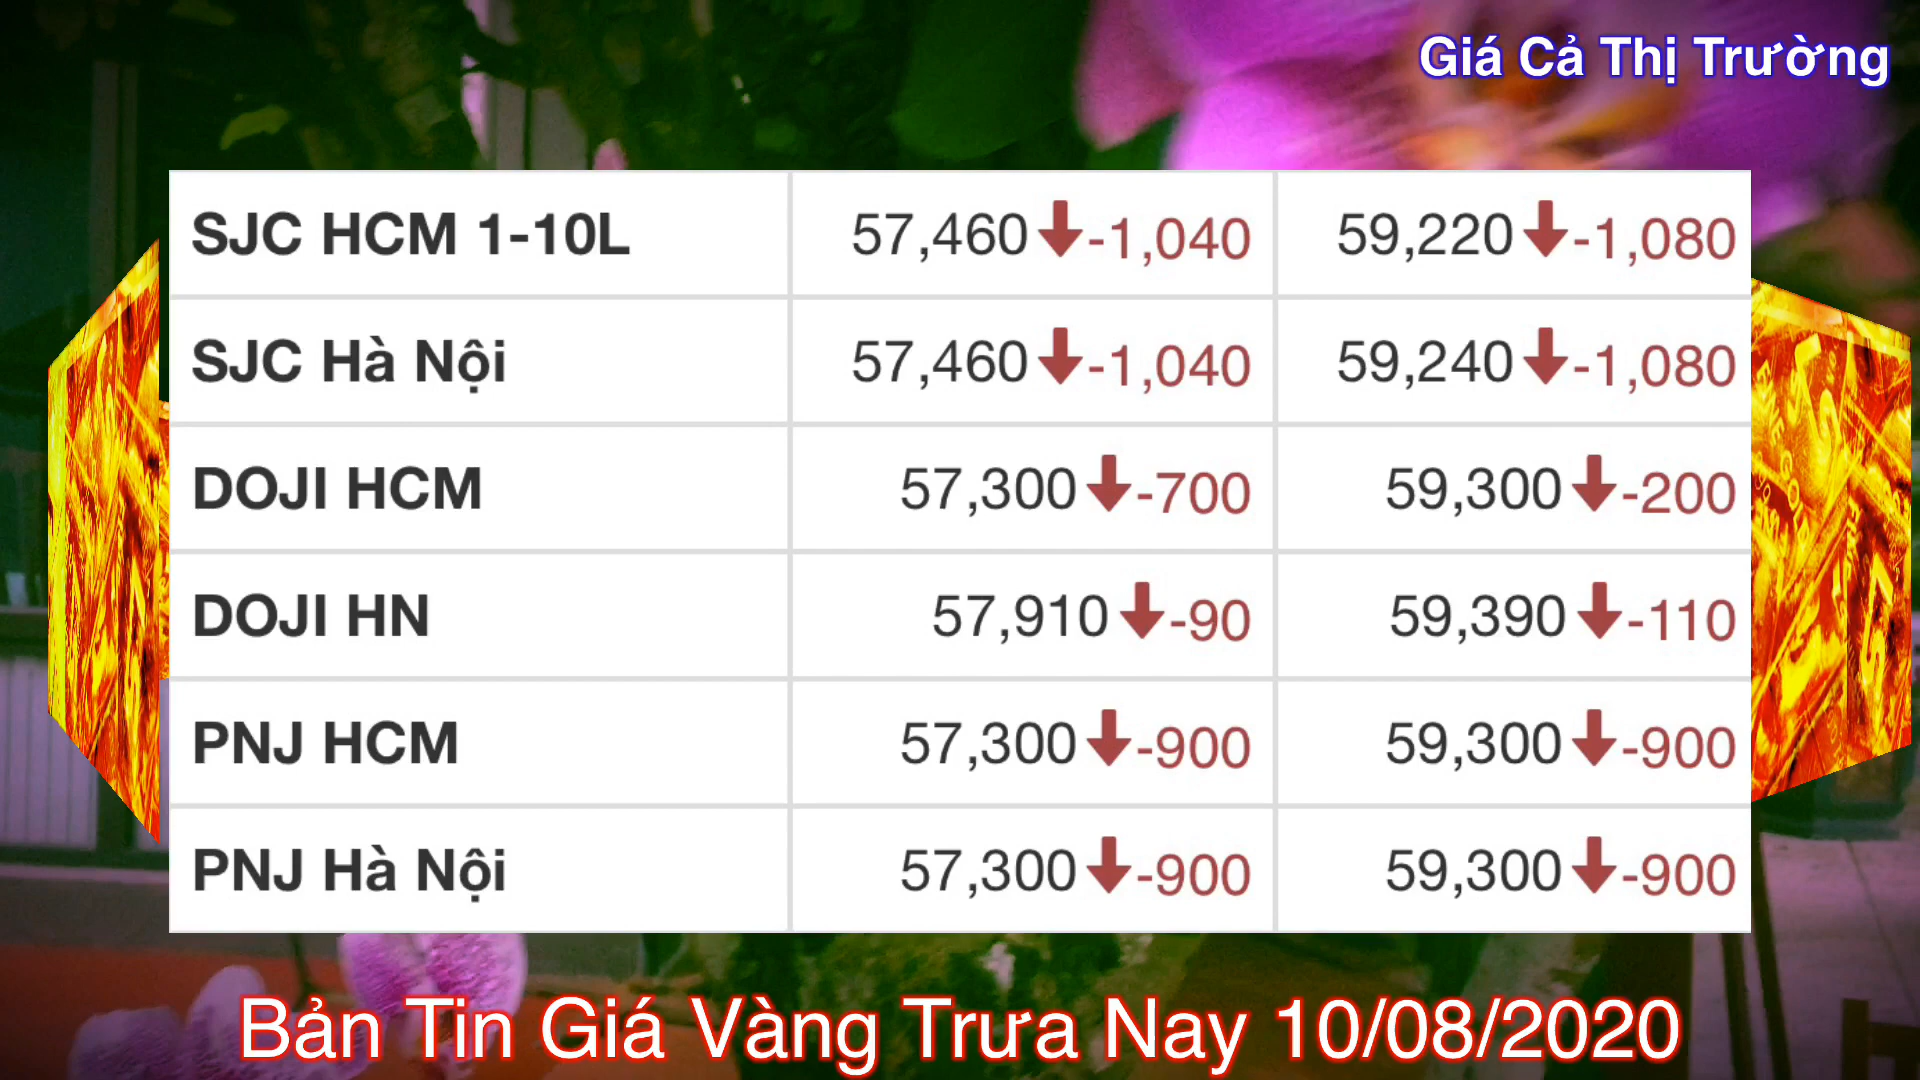 Giá Cả Thị Trường
SJC HCM 1-10L 57,460 -1,040 59,220 -1,080
SJC Hà Nội 57,460 -1,040 59,240 -1,080
DOJI HCM 57,300 -700 59,300 -200
DOJI HN 57,910 -90 59,390 -110
PNJ HCM 57,300 -900 59,300 -900
PNJ Hà Nội 57,300 -900 59,300 -900
Bản Tin Giá Vàng Trưa Nay 10/08/2020